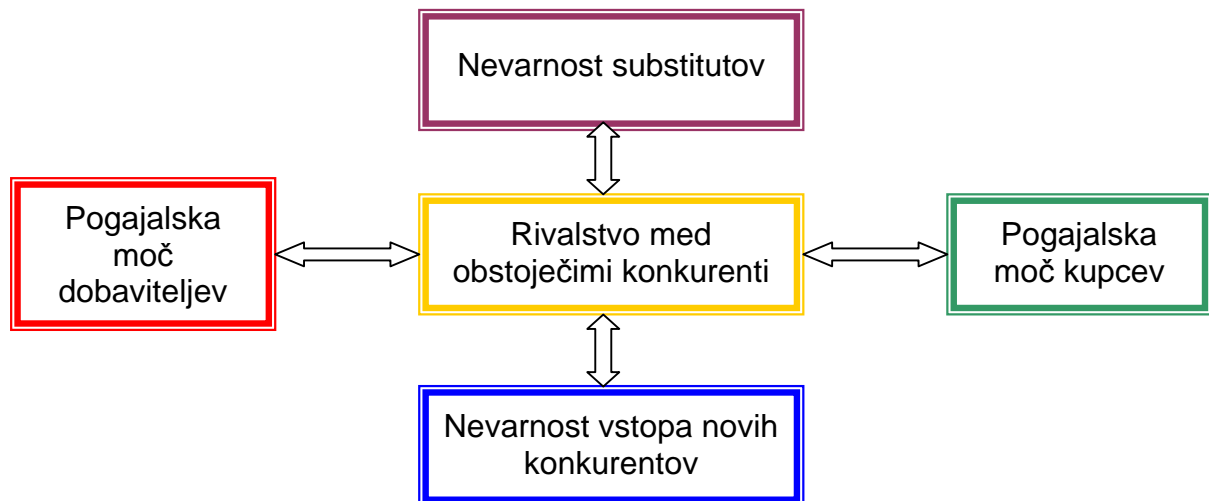 Nevarnost substitutov
Pogajalska
moč
dobaviteljev
Rivalstvo med
obstoječimi konkurenti
Pogajalska
moč kupcev
Nevarnost vstopa novih
konkurentov